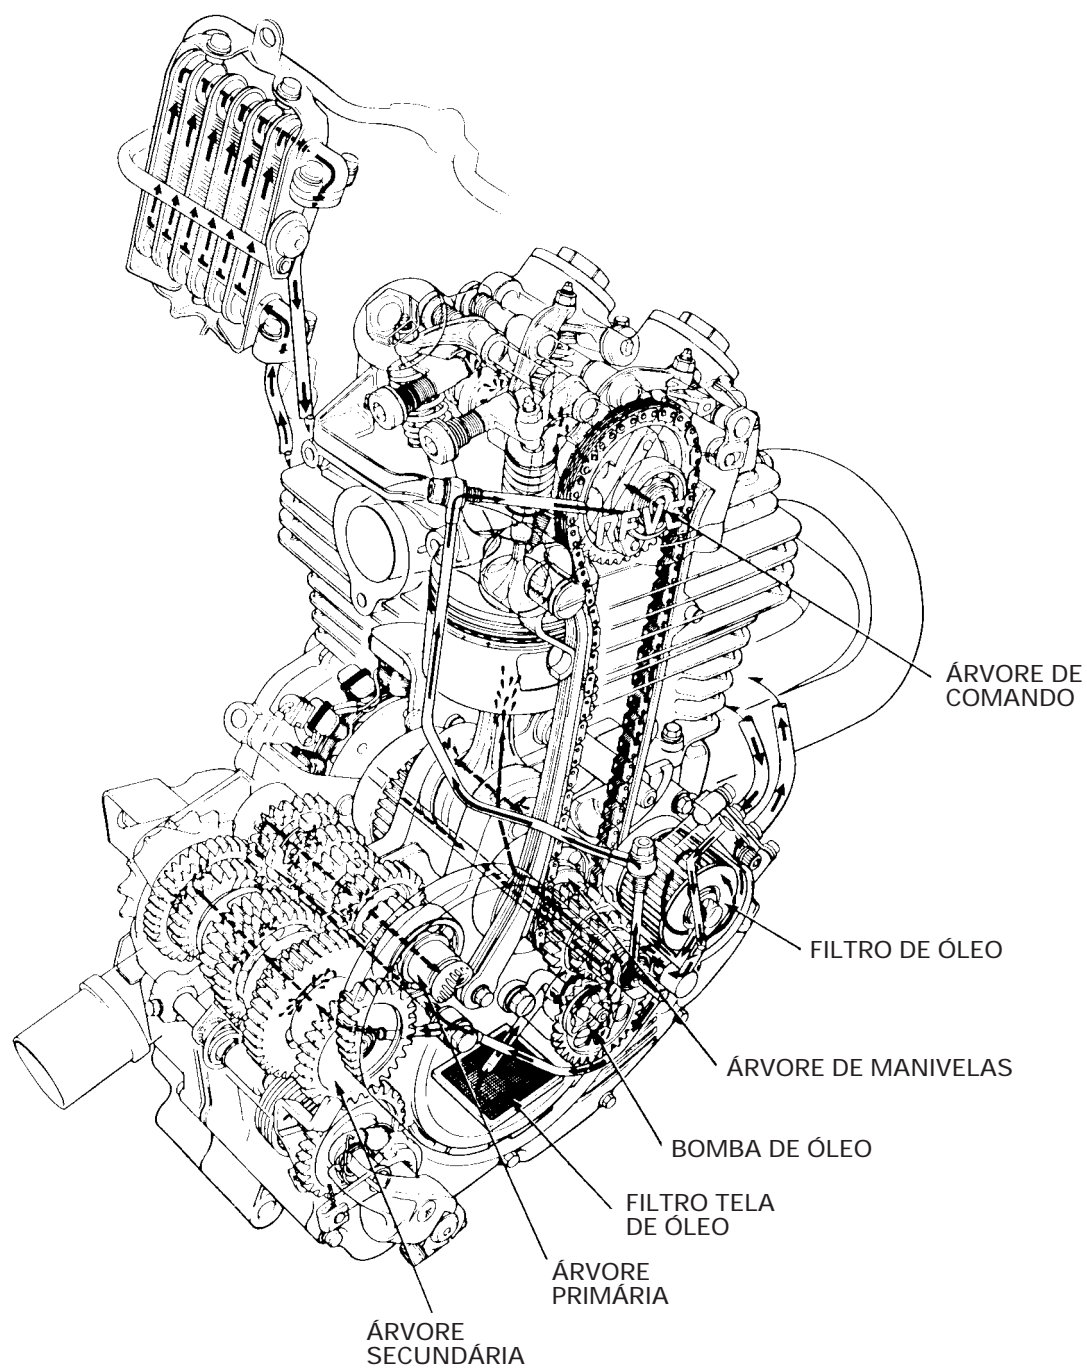 ÁRVORE DE
COMANDO
FILTRO DE ÓLEO
ÁRVORE DE MANIVELAS
BOMBA DE ÓLEO
FILTRO TELA
DE ÓLEO
ÁRVORE
PRIMÁRIA
ÁRVORE
SECUNDÁRIA